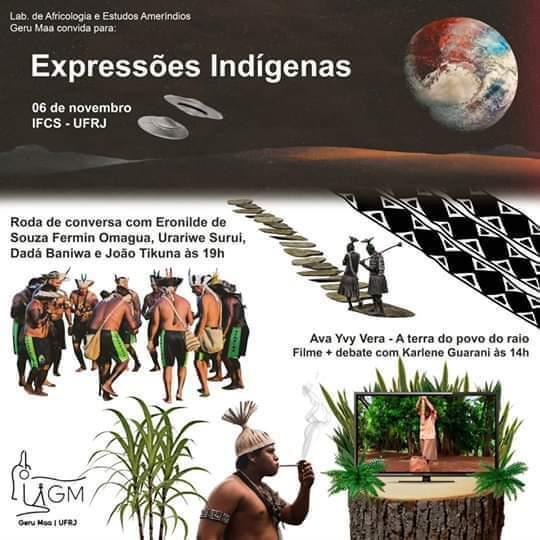 Lab. de Africologia e Estudos Ameríndios
Geru Maa convida para:
Expressões Indígenas
06 de novembro
IFCS - UFRJ
Roda de conversa com Eronilde de
Souza Fermin Omagua, Urariwe Surui,
Dadá Baniwa e João Tikuna às 19h
Ava Yvy Vera - A terra do povo do raio
Filme + debate com Karlene Guarani às 14h
LGM
Geru Maa | UFRJ